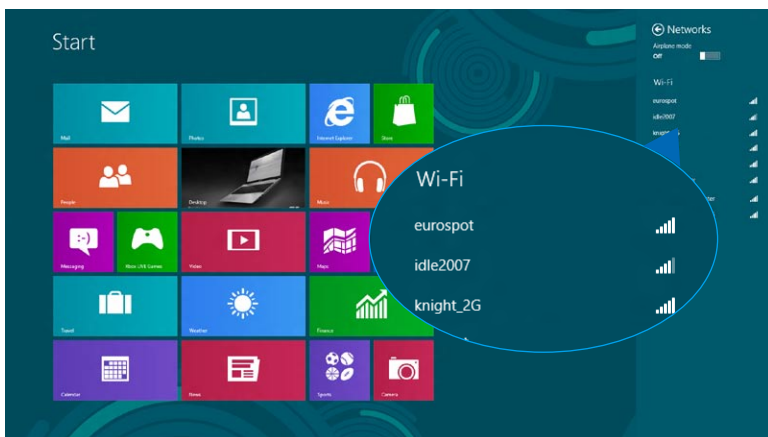 Start
Mail
Photos
Internet Explorer
Store
People
Desktop
Music
Messaging
Xbox LIVE Games
Video
Maps
Travel
Weather
Finance
Calendar
News
Sports
Camera
Networks
Airplane mode
Off
Wi-Fi
eurospot
idle2007
Wi-Fi
eurospot
idle2007
knight_2G